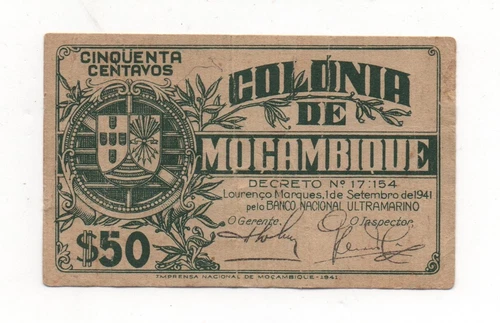 CINQUENTA
CENTAVOS
COLÓNIA
DE
MOÇAMBIQUE
DECRETO Nº 17:154
Lourenço Marques, 1 de Setembro de 1941
pelo BANCO NACIONAL ULTRAMARINO
O Gerente
O Inspector
$50
IMPRENSA NACIONAL DE MOÇAMBIQUE-1941.